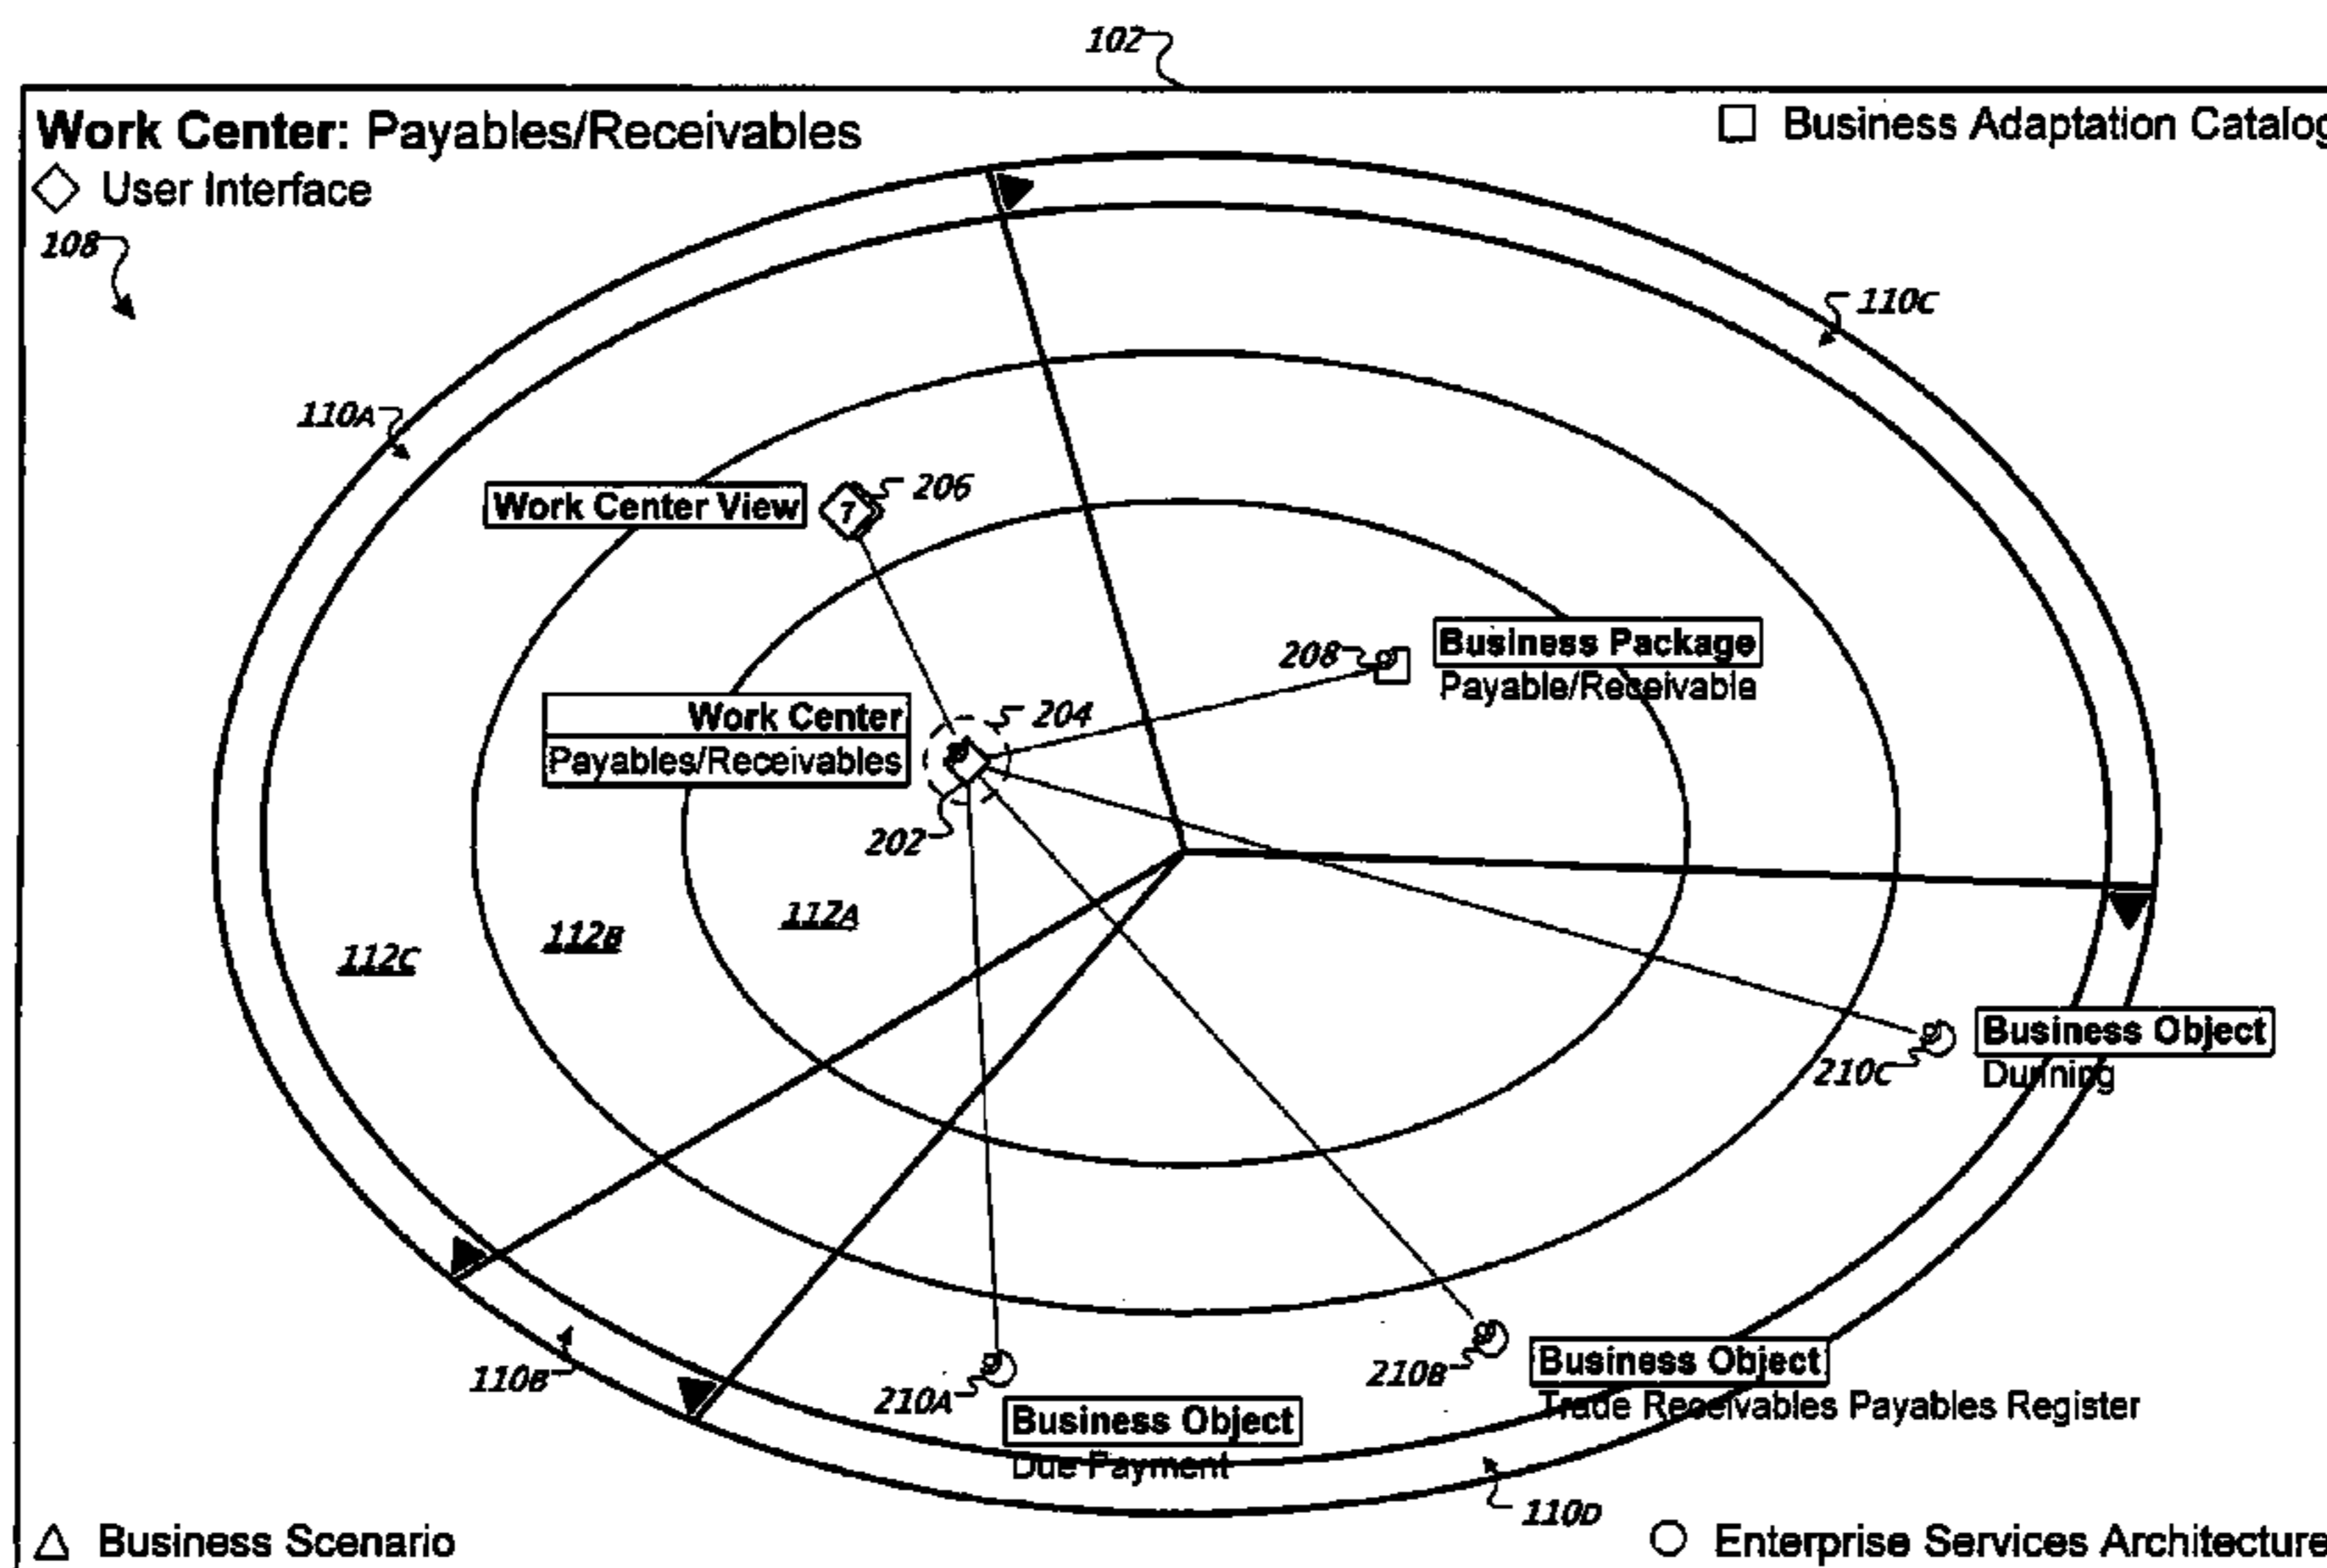 102
Work Center: Payables/Receivables
Business Adaptation Catalog
User Interface
108
110C
110A
Work Center View
7
206
Business Package
208
Payable/Receivable
Work Center
204
Payables/Receivables
202
112A
112B
112C
Business Object
210C
Dunning
110B
210A
210B
Business Object
Trade Receivables Payables Register
Business Object
Due Payment
110D
Business Scenario
Enterprise Services Architecture